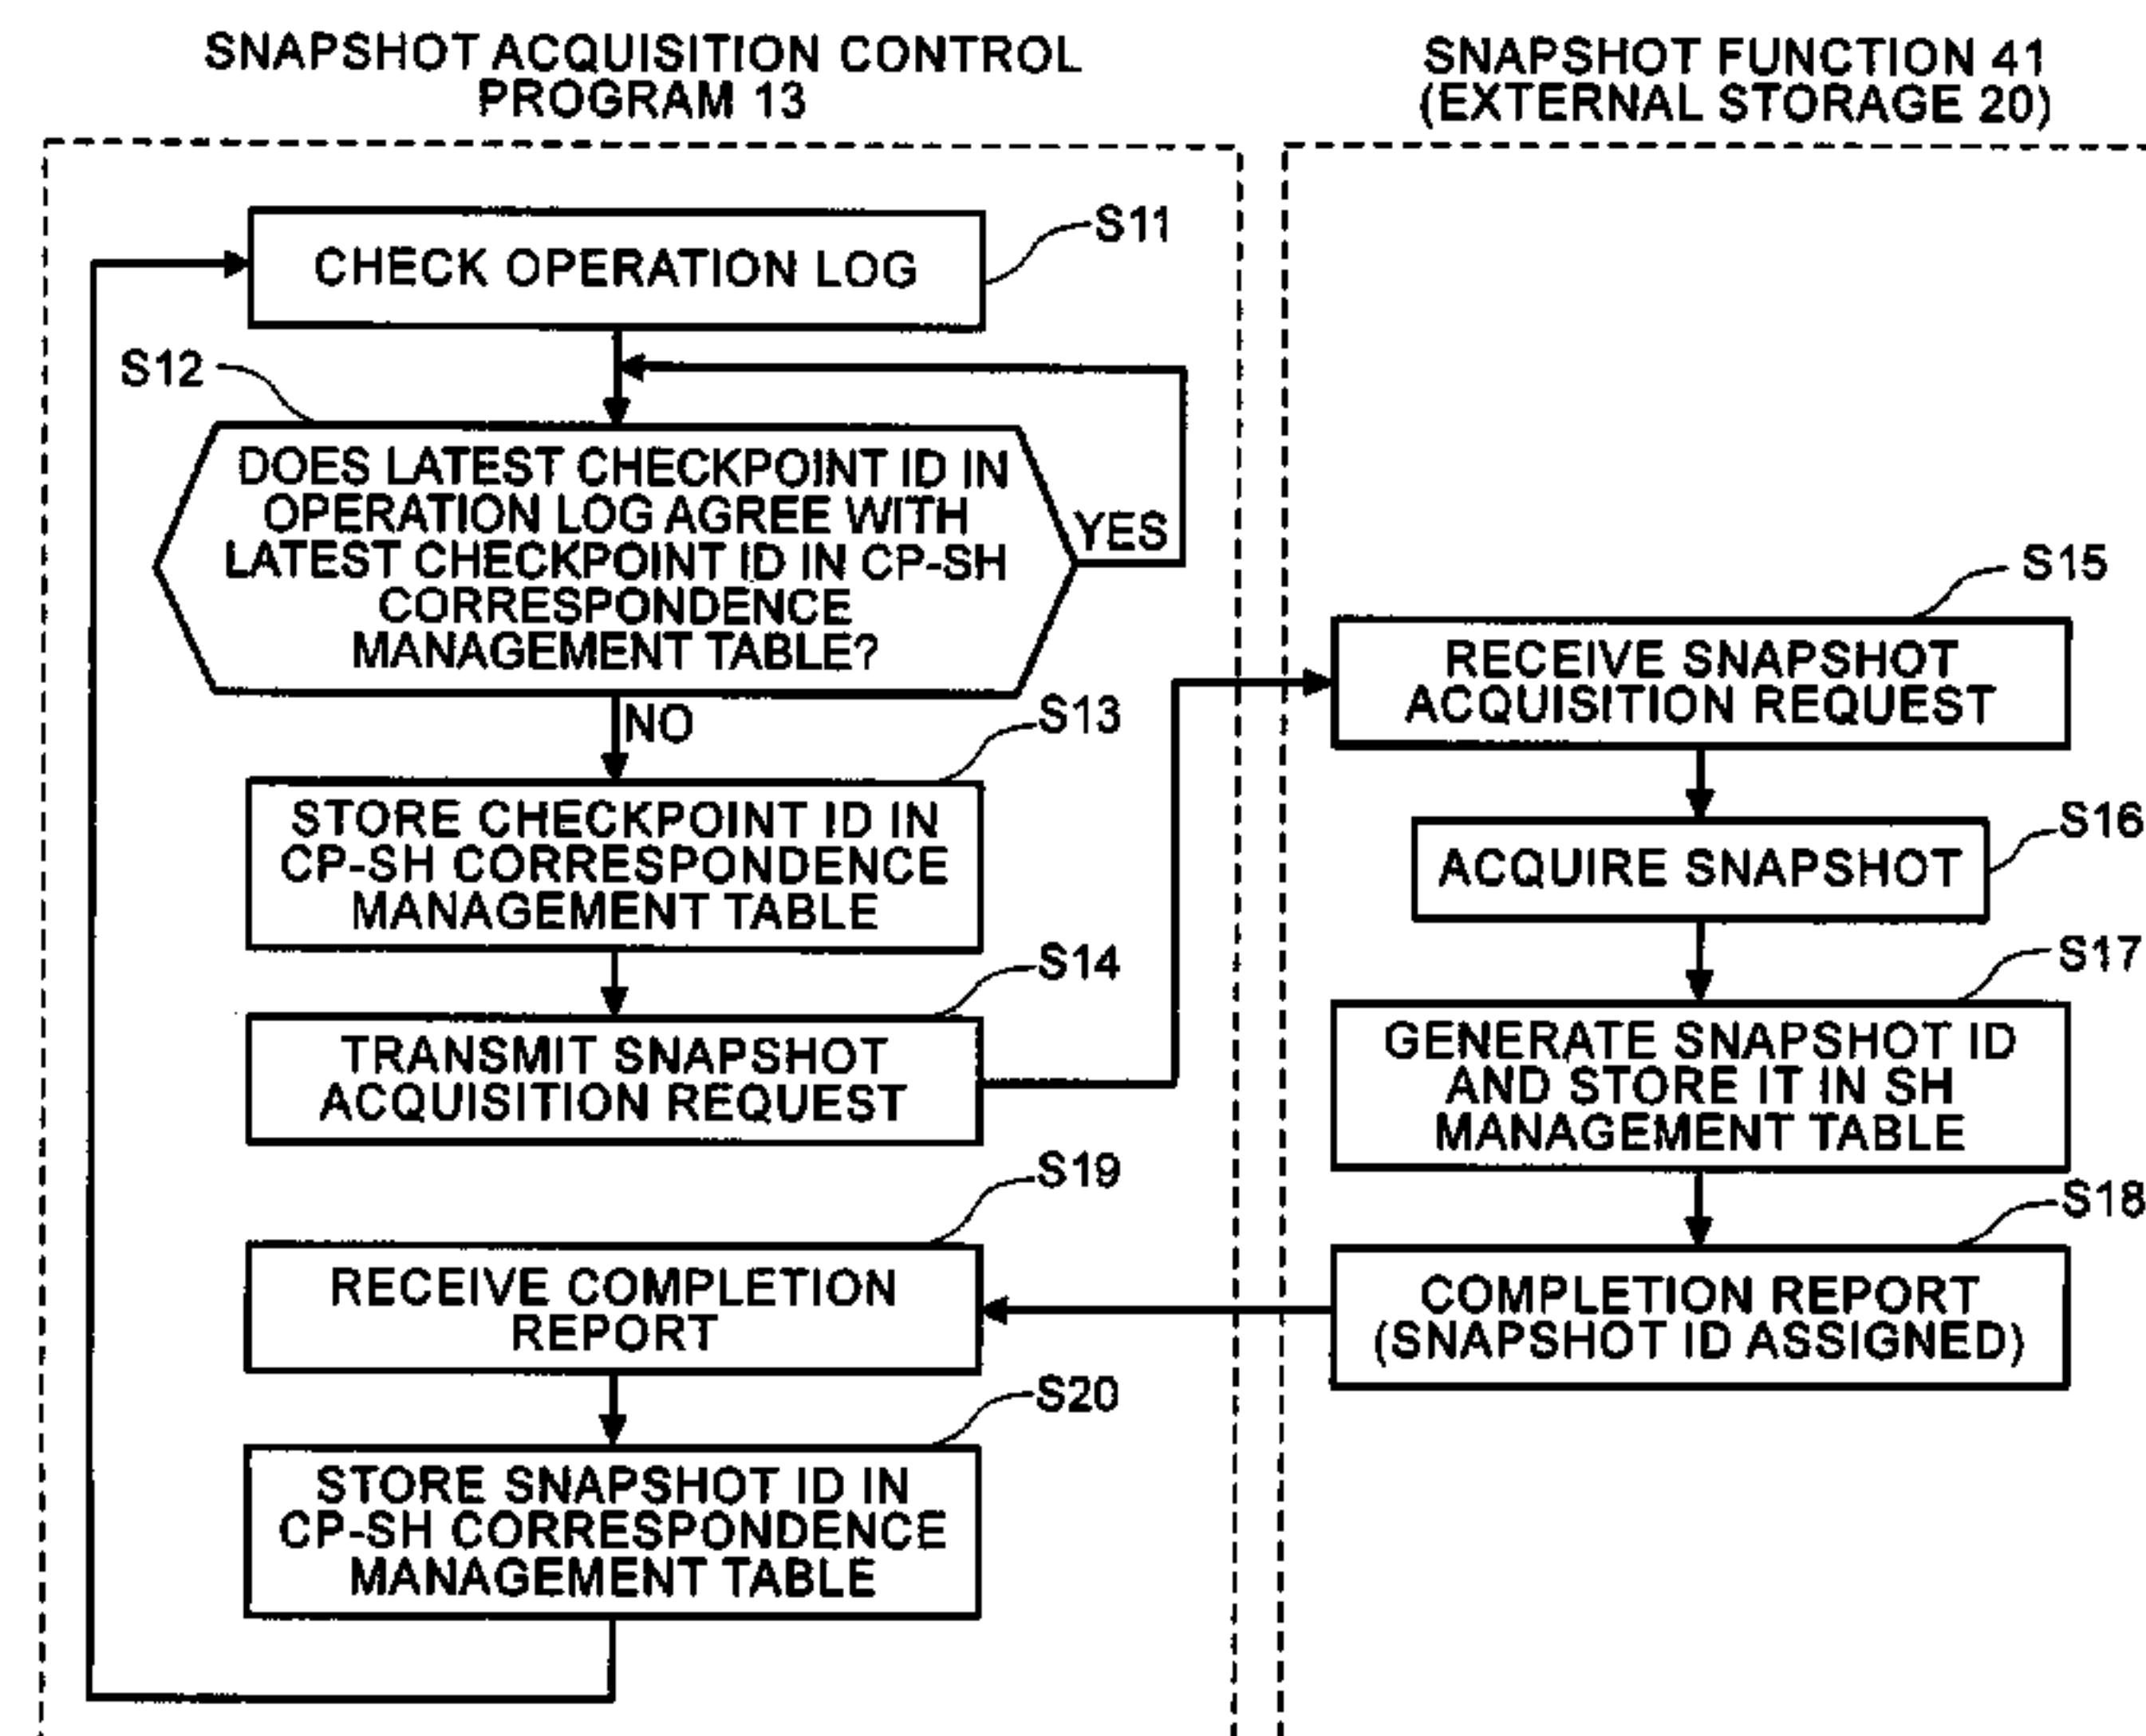 SNAPSHOT ACQUISITION CONTROL
PROGRAM 13
CHECK OPERATION LOG
S11
S12
DOES LATEST CHECKPOINT ID IN
OPERATION LOG AGREE WITH
LATEST CHECKPOINT ID IN CP-SH
CORRESPONDENCE
MANAGEMENT TABLE?
YES
NO
S13
STORE CHECKPOINT ID IN
CP-SH CORRESPONDENCE
MANAGEMENT TABLE
S14
TRANSMIT SNAPSHOT
ACQUISITION REQUEST
S19
RECEIVE COMPLETION
REPORT
S20
STORE SNAPSHOT ID IN
CP-SH CORRESPONDENCE
MANAGEMENT TABLE
SNAPSHOT FUNCTION 41
(EXTERNAL STORAGE 20)
S15
RECEIVE SNAPSHOT
ACQUISITION REQUEST
S16
ACQUIRE SNAPSHOT
S17
GENERATE SNAPSHOT ID
AND STORE IT IN SH
MANAGEMENT TABLE
S18
COMPLETION REPORT
(SNAPSHOT ID ASSIGNED)